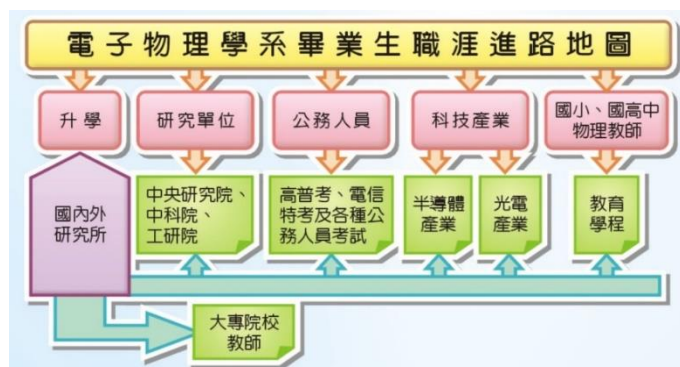 電子物理學系畢業生職涯進路地圖
升學
研究單位
公務人員
科技產業
國小、國高中
物理教師
國內外
研究所
中央研究院、
中科院、
工研院
高普考、電信
特考及各種公
務人員考試
半導體
產業
光電
產業
教育
學程
大專院校
教師